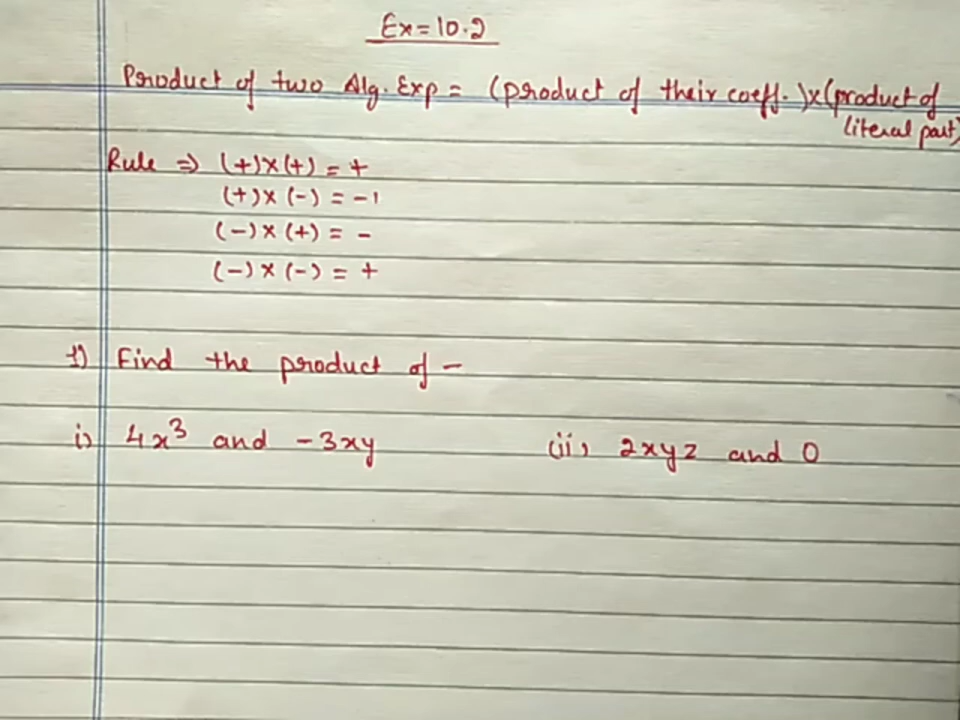 Ex = 10.2
Product of two Alg. Exp = (product of their coeff.) x (product of
literal part)
Rule ⇒ (+) x (+) = +
(+) x (-) = -1
(-) x (+) = -
(-) x (-) = +
1) Find the product of -
i) 4x³ and -3xy (ii) 2xyz and 0